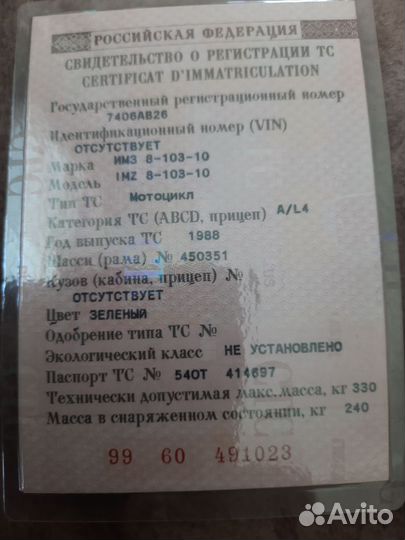 РОССИЙСКАЯ ФЕДЕРАЦИЯ
СВИДЕТЕЛЬСТВО О РЕГИСТРАЦИИ ТС
CERTIFICAT D'IMMATRICULATION
Государственный регистрационный номер
7406АВ26
Идентификационный номер (VIN)
ОТСУТСТВУЕТ
Марка ИМЗ 8-103-10
Модель IMZ 8-103-10
Тип ТС Мотоцикл
Категория ТС (ABCD, прицеп) A/L4
Год выпуска ТС 1988
Шасси (рама) № 450351
Кузов (кабина, прицеп) №
ОТСУТСТВУЕТ
Цвет ЗЕЛЕНЫЙ
Одобрение типа ТС №
Экологический класс НЕ УСТАНОВЛЕНО
Паспорт ТС № 54ОТ 414697
Технически допустимая макс.масса, кг 330
Масса в снаряженном состоянии, кг 240
99 60 491023
Avito